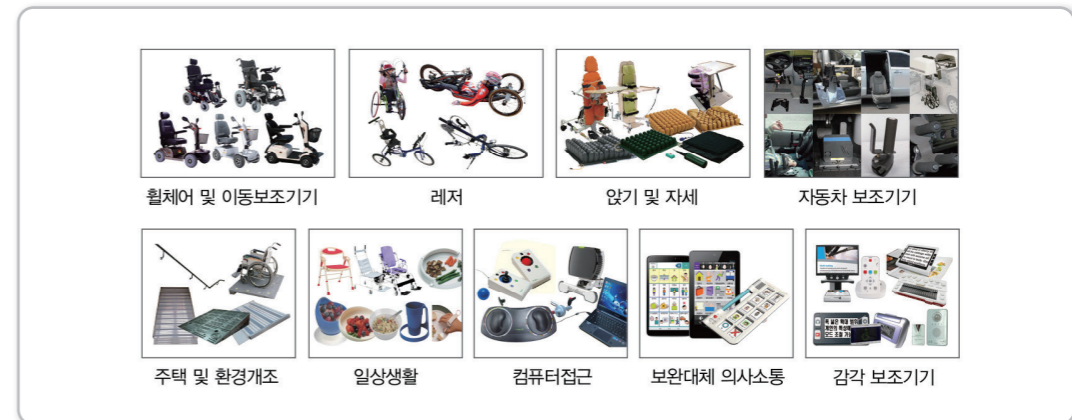 휠체어 및 이동보조기기
레저
앉기 및 자세
자동차 보조기기
주택 및 환경개조
일상생활
컴퓨터접근
보완대체 의사소통
감각 보조기기